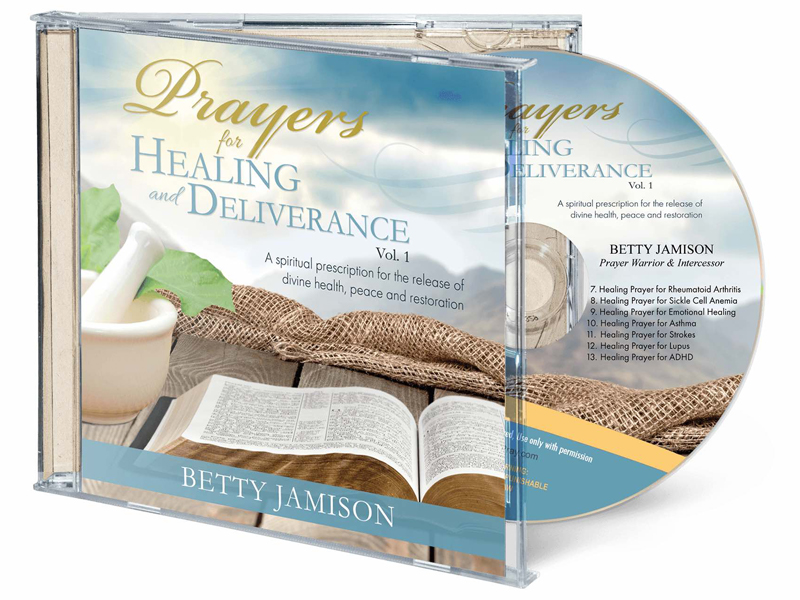 Prayers
for
HEALING
and DELIVERANCE
Vol. 1
A spiritual prescription for the release of
divine health, peace and restoration
BETTY JAMISON
ayers
for
LING
DELIVERANCE
Vol. 1
A spiritual prescription for the release of
divine health, peace and restoration
BETTY JAMISON
Prayer Warrior & Intercessor
7. Healing Prayer for Rheumatoid Arthritis
8. Healing Prayer for Sickle Cell Anemia
9. Healing Prayer for Emotional Healing
10. Healing Prayer for Asthma
11. Healing Prayer for Strokes
12. Healing Prayer for Lupus
13. Healing Prayer for ADHD
Use only with permission
.com